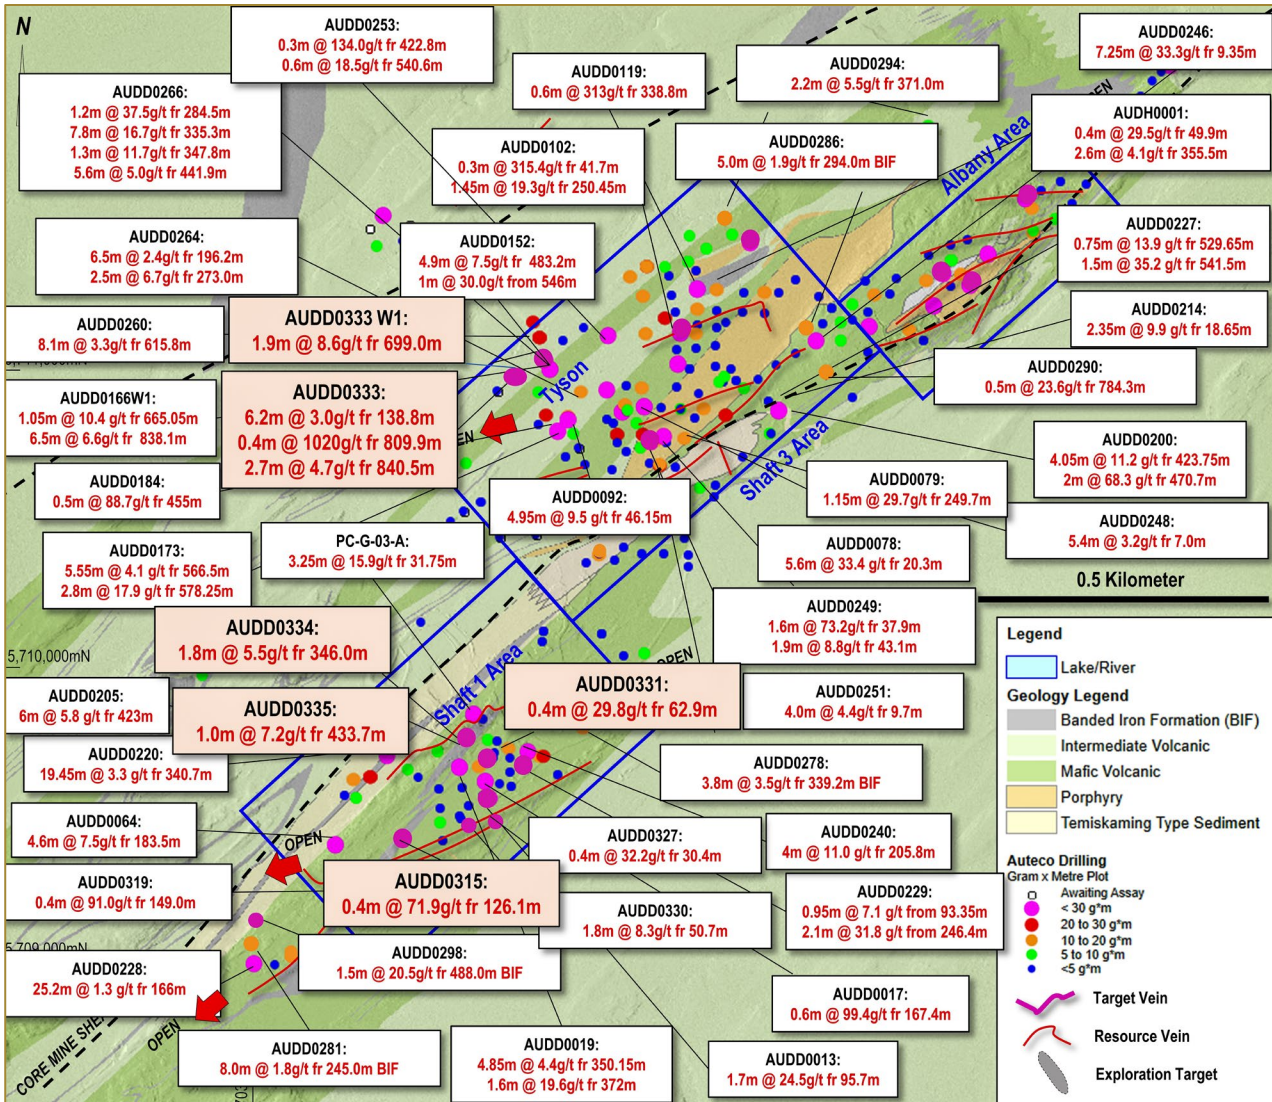 N
AUDD0253:
0.3m @ 134.0g/t fr 422.8m
0.6m @ 18.5g/t fr 540.6m
AUDD0246:
7.25m @ 33.3g/t fr 9.35m
AUDD0266:
1.2m @ 37.5g/t fr 284.5m
7.8m @ 16.7g/t fr 335.3m
1.3m @ 11.7g/t fr 347.8m
5.6m @ 5.0g/t fr 441.9m
AUDD0119:
0.6m @ 313g/t fr 338.8m
AUDD0294:
2.2m @ 5.5g/t fr 371.0m
AUDH0001:
0.4m @ 29.5g/t fr 49.9m
2.6m @ 4.1g/t fr 355.5m
AUDD0102:
0.3m @ 315.4g/t fr 41.7m
1.45m @ 19.3g/t fr 250.45m
AUDD0286:
5.0m @ 1.9g/t fr 294.0m BIF
Albany Area
AUDD0264:
6.5m @ 2.4g/t fr 196.2m
2.5m @ 6.7g/t fr 273.0m
AUDD0152:
4.9m @ 7.5g/t fr 483.2m
1m @ 30.0g/t from 546m
AUDD0227:
0.75m @ 13.9 g/t fr 529.65m
1.5m @ 35.2 g/t fr 541.5m
AUDD0260:
8.1m @ 3.3g/t fr 615.8m
AUDD0333 W1:
1.9m @ 8.6g/t fr 699.0m
AUDD0214:
2.35m @ 9.9 g/t fr 18.65m
AUDD0290:
0.5m @ 23.6g/t fr 784.3m
Tyson
AUDD0166W1:
1.05m @ 10.4 g/t fr 665.05m
6.5m @ 6.6g/t fr 838.1m
AUDD0333:
6.2m @ 3.0g/t fr 138.8m
0.4m @ 1020g/t fr 809.9m
2.7m @ 4.7g/t fr 840.5m
Shaft 3 Area
AUDD0200:
4.05m @ 11.2 g/t fr 423.75m
2m @ 68.3 g/t fr 470.7m
AUDD0184:
0.5m @ 88.7g/t fr 455m
AUDD0092:
4.95m @ 9.5 g/t fr 46.15m
AUDD0079:
1.15m @ 29.7g/t fr 249.7m
AUDD0248:
5.4m @ 3.2g/t fr 7.0m
AUDD0173:
5.55m @ 4.1 g/t fr 566.5m
2.8m @ 17.9 g/t fr 578.25m
PC-G-03-A:
3.25m @ 15.9g/t fr 31.75m
AUDD0078:
5.6m @ 33.4 g/t fr 20.3m
0.5 Kilometer
AUDD0334:
1.8m @ 5.5g/t fr 346.0m
AUDD0249:
1.6m @ 73.2g/t fr 37.9m
1.9m @ 8.8g/t fr 43.1m
5,710,000mN
OPEN
Shaft 1 Area
AUDD0205:
6m @ 5.8 g/t fr 423m
AUDD0335:
1.0m @ 7.2g/t fr 433.7m
AUDD0331:
0.4m @ 29.8g/t fr 62.9m
AUDD0251:
4.0m @ 4.4g/t fr 9.7m
AUDD0220:
19.45m @ 3.3 g/t fr 340.7m
AUDD0278:
3.8m @ 3.5g/t fr 339.2m BIF
AUDD0064:
4.6m @ 7.5g/t fr 183.5m
OPEN
AUDD0327:
0.4m @ 32.2g/t fr 30.4m
AUDD0240:
4m @ 11.0 g/t fr 205.8m
AUDD0319:
0.4m @ 91.0g/t fr 149.0m
AUDD0315:
0.4m @ 71.9g/t fr 126.1m
AUDD0330:
1.8m @ 8.3g/t fr 50.7m
AUDD0229:
0.95m @ 7.1 g/t from 93.35m
2.1m @ 31.8 g/t from 246.4m
AUDD0228:
25.2m @ 1.3 g/t fr 166m
AUDD0298:
1.5m @ 20.5g/t fr 488.0m BIF
AUDD0017:
0.6m @ 99.4g/t fr 167.4m
CORE MINE
OPEN
AUDD0281:
8.0m @ 1.8g/t fr 245.0m BIF
AUDD0019:
4.85m @ 4.4g/t fr 350.15m
1.6m @ 19.6g/t fr 372m
AUDD0013:
1.7m @ 24.5g/t fr 95.7m
Legend
Lake/River
Geology Legend
Banded Iron Formation (BIF)
Intermediate Volcanic
Mafic Volcanic
Porphyry
Temiskaming Type Sediment
Auteco Drilling
Gram x Metre Plot
Awaiting Assay
< 30 g*m
20 to 30 g*m
10 to 20 g*m
5 to 10 g*m
<5 g*m
Target Vein
Resource Vein
Exploration Target